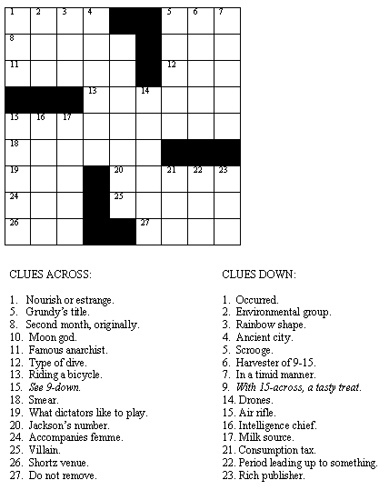 1 2 3 4 5 6 7
8
11 12
13 14
15 16 17
18
19 20 21 22 23
24 25
26 27
CLUES ACROSS:
1. Nourish or estrange.
5. Grundy's title.
8. Second month, originally.
10. Moon god.
11. Famous anarchist.
12. Type of dive.
13. Riding a bicycle.
15. See 9-down.
18. Smear.
19. What dictators like to play.
20. Jackson's number.
24. Accompanies femme.
25. Villain.
26. Shortz venue.
27. Do not remove.
CLUES DOWN:
1. Occurred.
2. Environmental group.
3. Rainbow shape.
4. Ancient city.
5. Scrooge.
6. Harvester of 9-15.
7. In a timid manner.
9. With 15-across, a tasty treat.
14. Drones.
15. Air rifle.
16. Intelligence chief.
17. Milk source.
21. Consumption tax.
22. Period leading up to something.
23. Rich publisher.